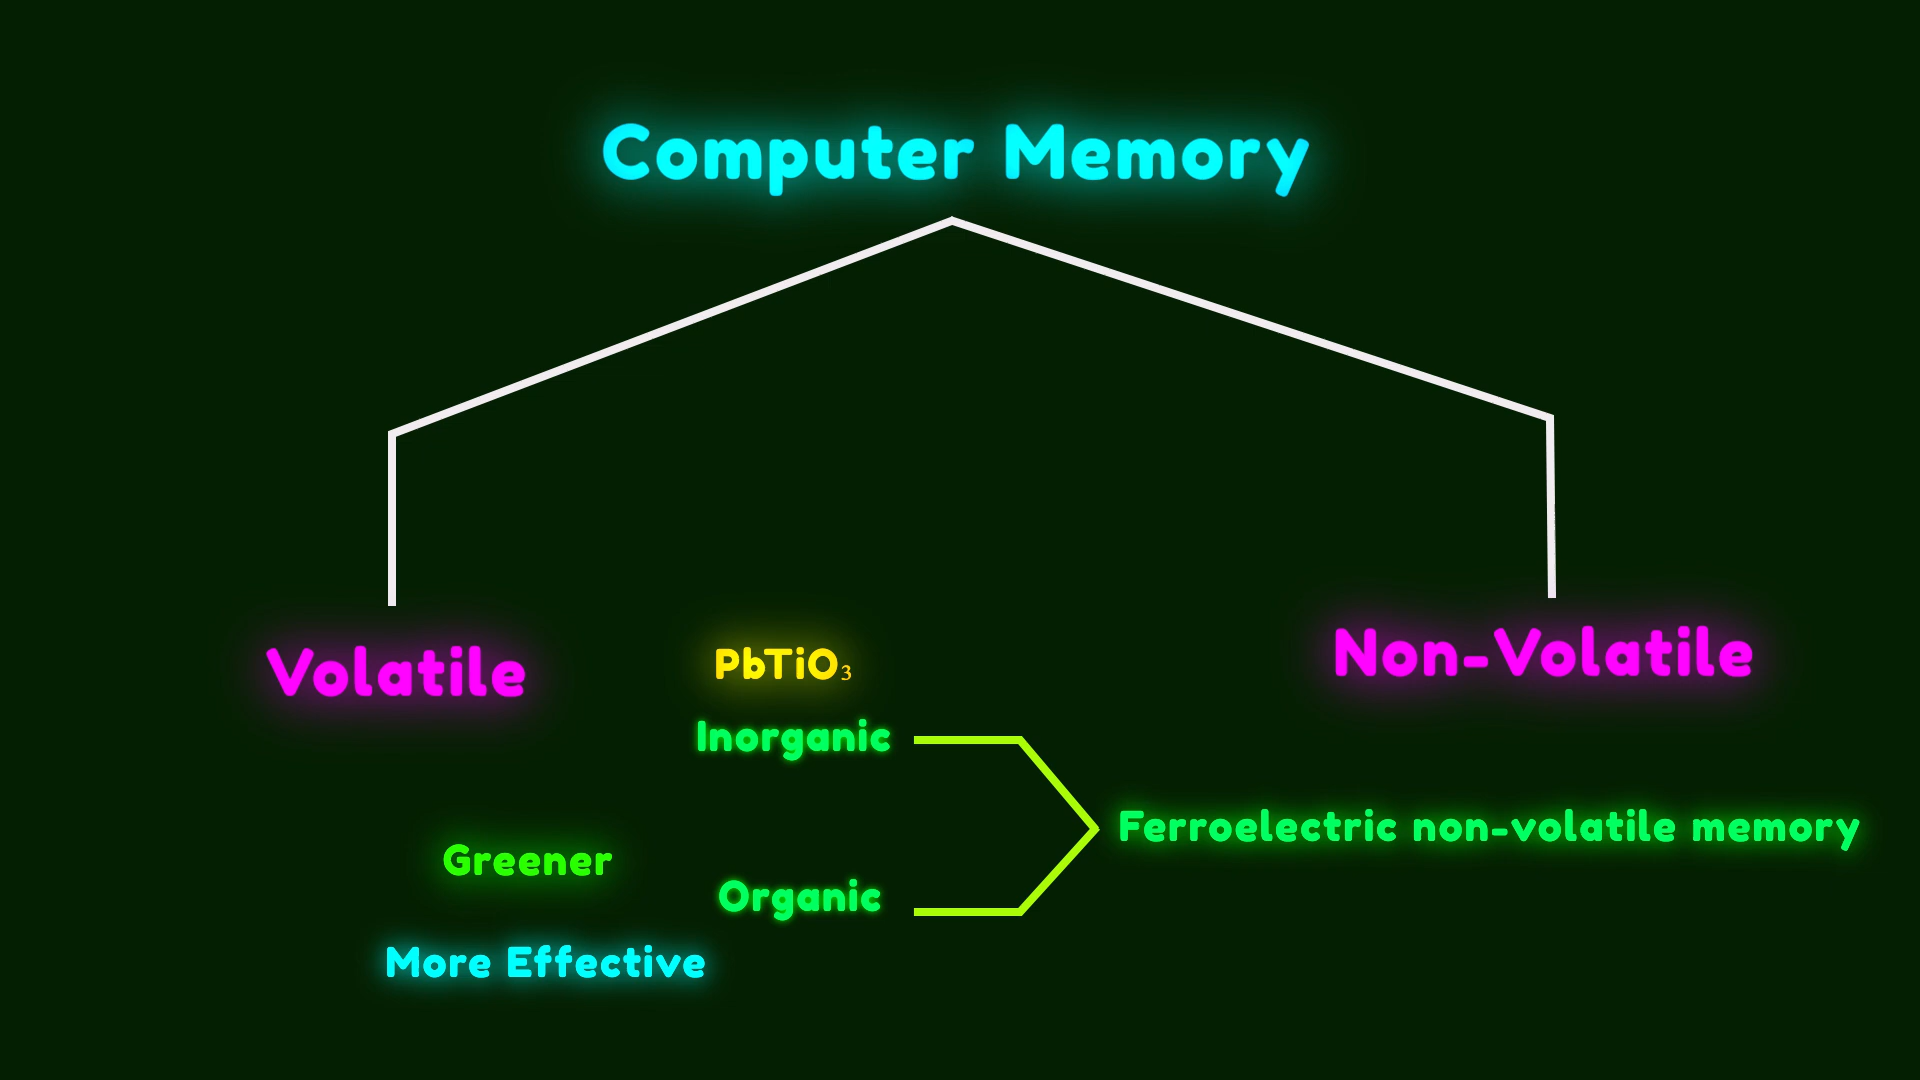 Computer Memory
Volatile
Non-Volatile
PbTiO₃
Inorganic
Ferroelectric non-volatile memory
Greener
Organic
More Effective